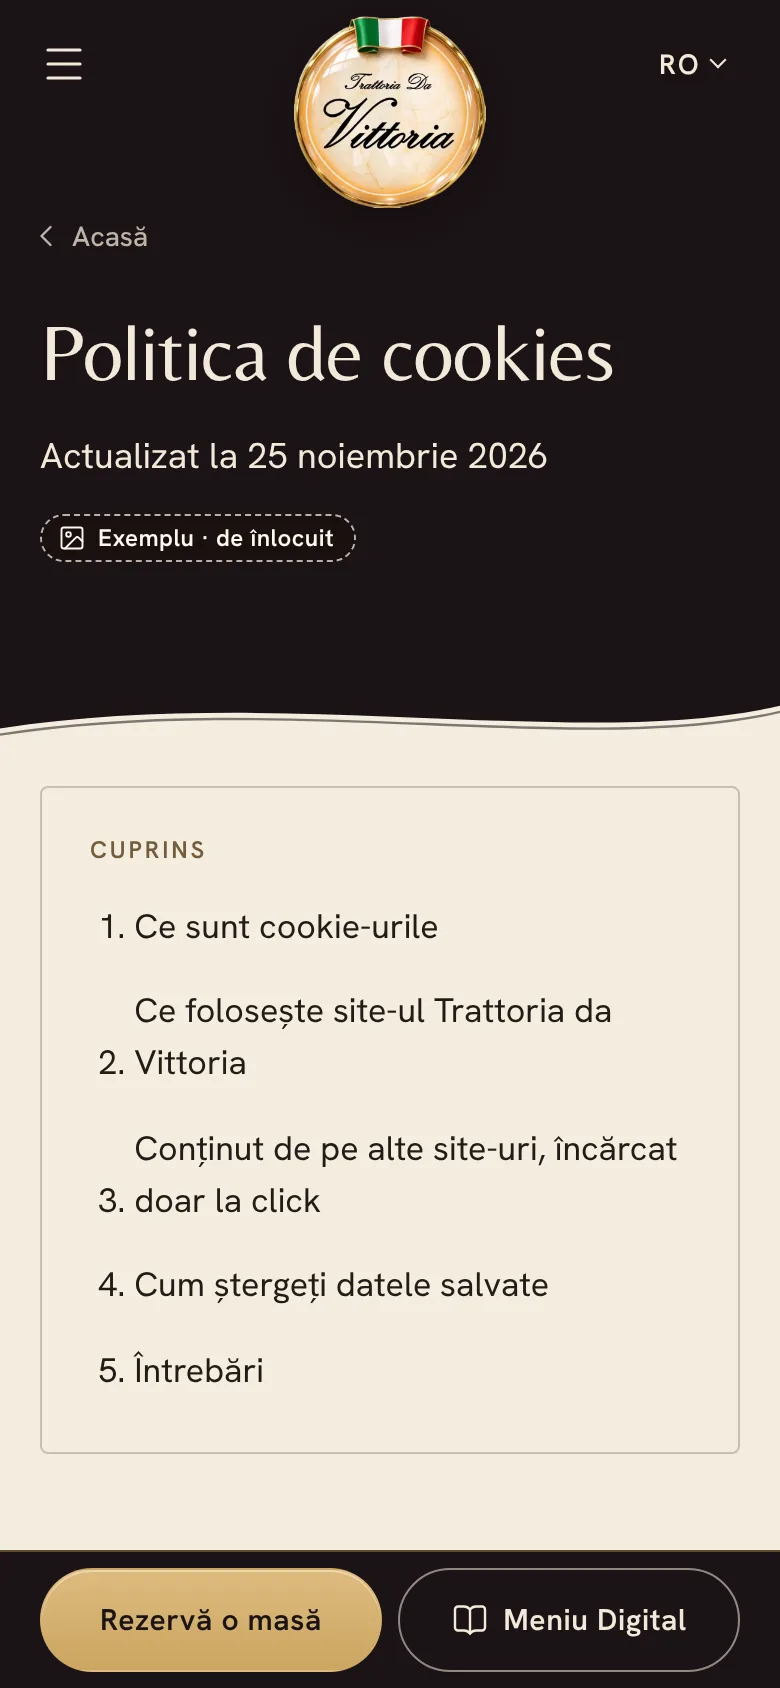 Trattoria Da
Vittoria
RO
Acasă
Politica de cookies
Actualizat la 25 noiembrie 2026
Exemplu · de înlocuit
CUPRINS
1. Ce sunt cookie-urile
Ce folosește site-ul Trattoria da
2. Vittoria
Conținut de pe alte site-uri, încărcat
3. doar la click
4. Cum ștergeți datele salvate
5. Întrebări
Rezervă o masă
Meniu Digital